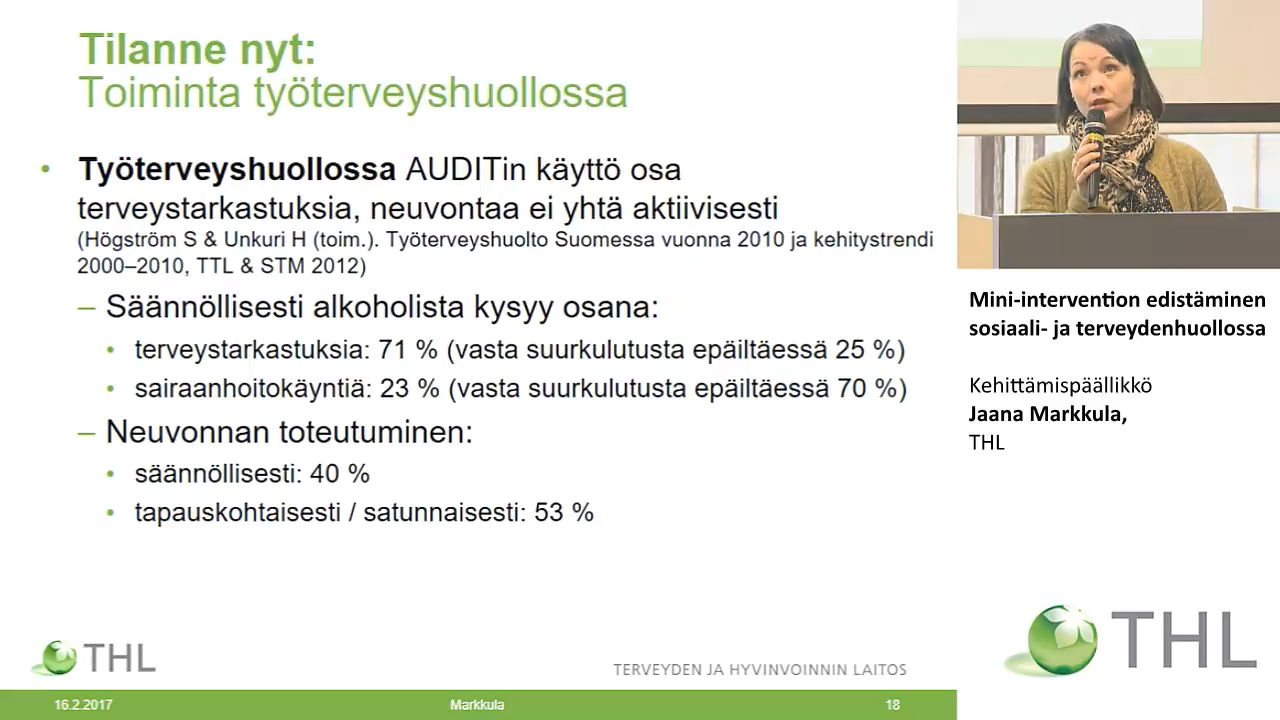 Tilanne nyt:
Toiminta työterveyshuollossa
• Työterveyshuollossa AUDITin käyttö osa
terveystarkastuksia, neuvontaa ei yhtä aktiivisesti
(Högström S & Unkuri H (toim.). Työterveyshuolto Suomessa vuonna 2010 ja kehitystrendi
2000–2010, TTL & STM 2012)
– Säännöllisesti alkoholista kysyy osana:
• terveystarkastuksia: 71 % (vasta suurkulutusta epäiltäessä 25 %)
• sairaanhoitokäyntiä: 23 % (vasta suurkulutusta epäiltäessä 70 %)
– Neuvonnan toteutuminen:
• säännöllisesti: 40 %
• tapauskohtaisesti / satunnaisesti: 53 %
THL
TERVEYDEN JA HYVINVOINNIN LAITOS
16.2.2017
Markkula
18
Mini-intervention edistäminen
sosiaali- ja terveydenhuollossa
Kehittämispäällikkö
Jaana Markkula,
THL
THL